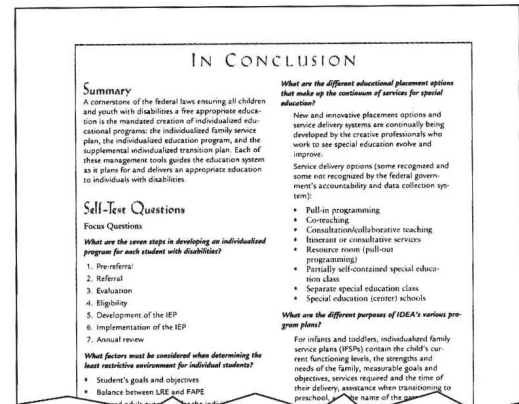 IN CONCLUSION
Summary
A cornerstone of the federal laws ensuring all children
and youth with disabilities a free appropriate educa-
tion is the mandated creation of individualized edu-
cational programs: the individualized family service
plan, the individualized education program, and the
supplemental individualized transition plan. Each of
these management tools guides the education system
as it plans for and delivers an appropriate education
to individuals with disabilities.
Self-Test Questions
Focus Questions
What are the seven steps in developing an individualized
program for each student with disabilities?
1. Pre-referral
2. Referral
3. Evaluation
4. Eligibility
5. Development of the IEP
6. Implementation of the IEP
7. Annual review
What factors must be considered when determining the
least restrictive environment for individual students?
• Student's goals and objectives
• Balance between LRE and FAPE
What are the different educational placement options
that make up the continuum of services for special
education?
New and innovative placement options and
service delivery systems are continually being
developed by the creative professionals who
work to see special education evolve and
improve.
Service delivery options (some recognized and
some not recognized by the federal govern-
ment's accountability and data collection sys-
tem):
• Pull-in programming
• Co-teaching
• Consultation/collaborative teaching
• Itinerant or consultative services
• Resource room (pull-out
programming)
• Partially self-contained special educa-
tion class
• Separate special education class
• Special education (center) schools
What are the different purposes of IDEA's various pro-
gram plans?
For infants and toddlers, individualized family
service plans (IFSPs) contain the child's cur-
rent functioning levels, the strengths and
needs of the family, measurable goals and
objectives, services required and the time of
their delivery, assistance when transitioning to
preschool, the name of the